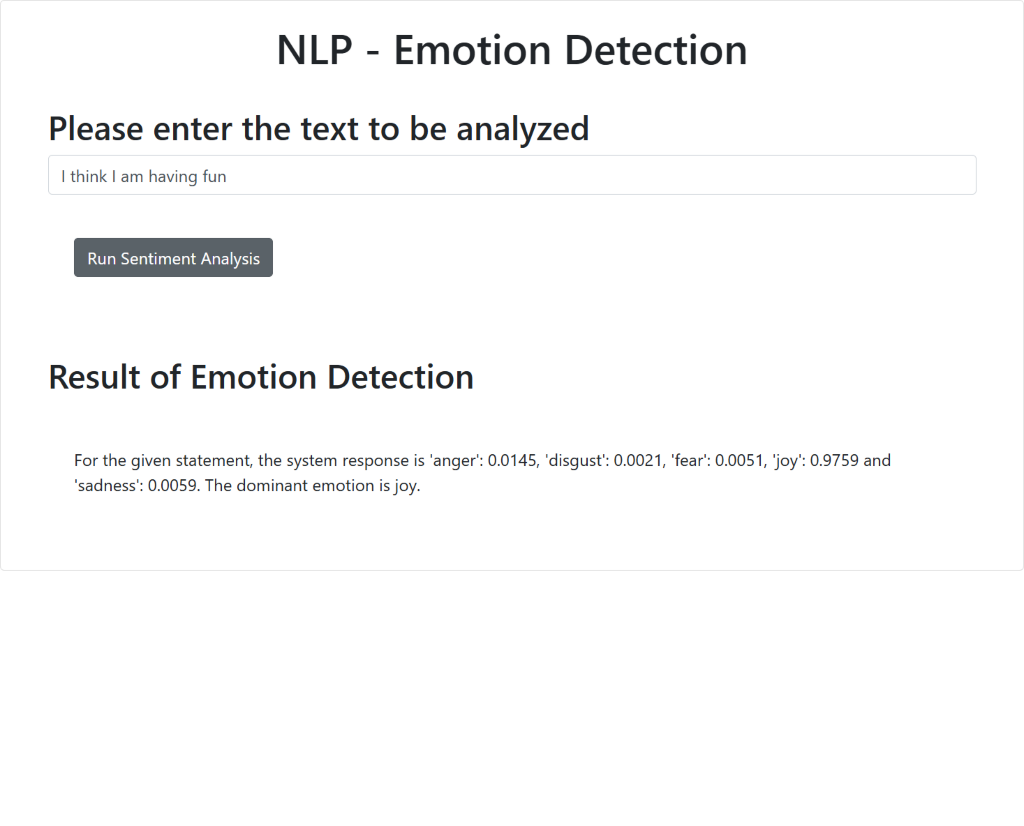 NLP - Emotion Detection
Please enter the text to be analyzed
I think I am having fun
Run Sentiment Analysis
Result of Emotion Detection
For the given statement, the system response is 'anger': 0.0145, 'disgust': 0.0021, 'fear': 0.0051, 'joy': 0.9759 and
'sadness': 0.0059. The dominant emotion is joy.